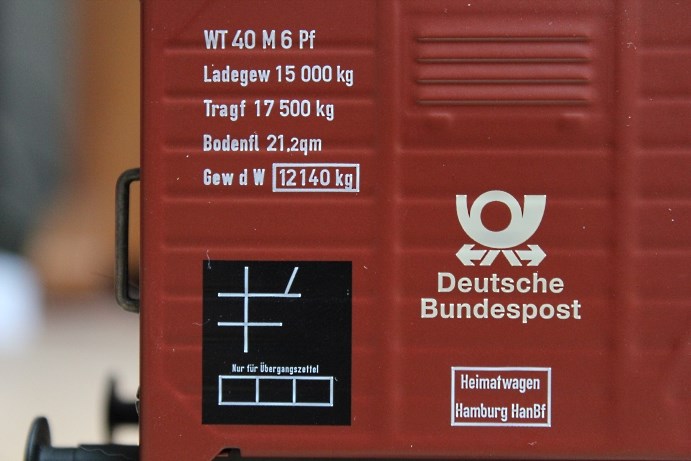 WT 40 M 6 Pf
Ladegew 15 000 kg
Tragf 17 500 kg
Bodenfl 21,2qm
Gew d W 12140 kg
Nur für Übergangszettel
Deutsche
Bundespost
Heimatwagen
Hamburg HanBf